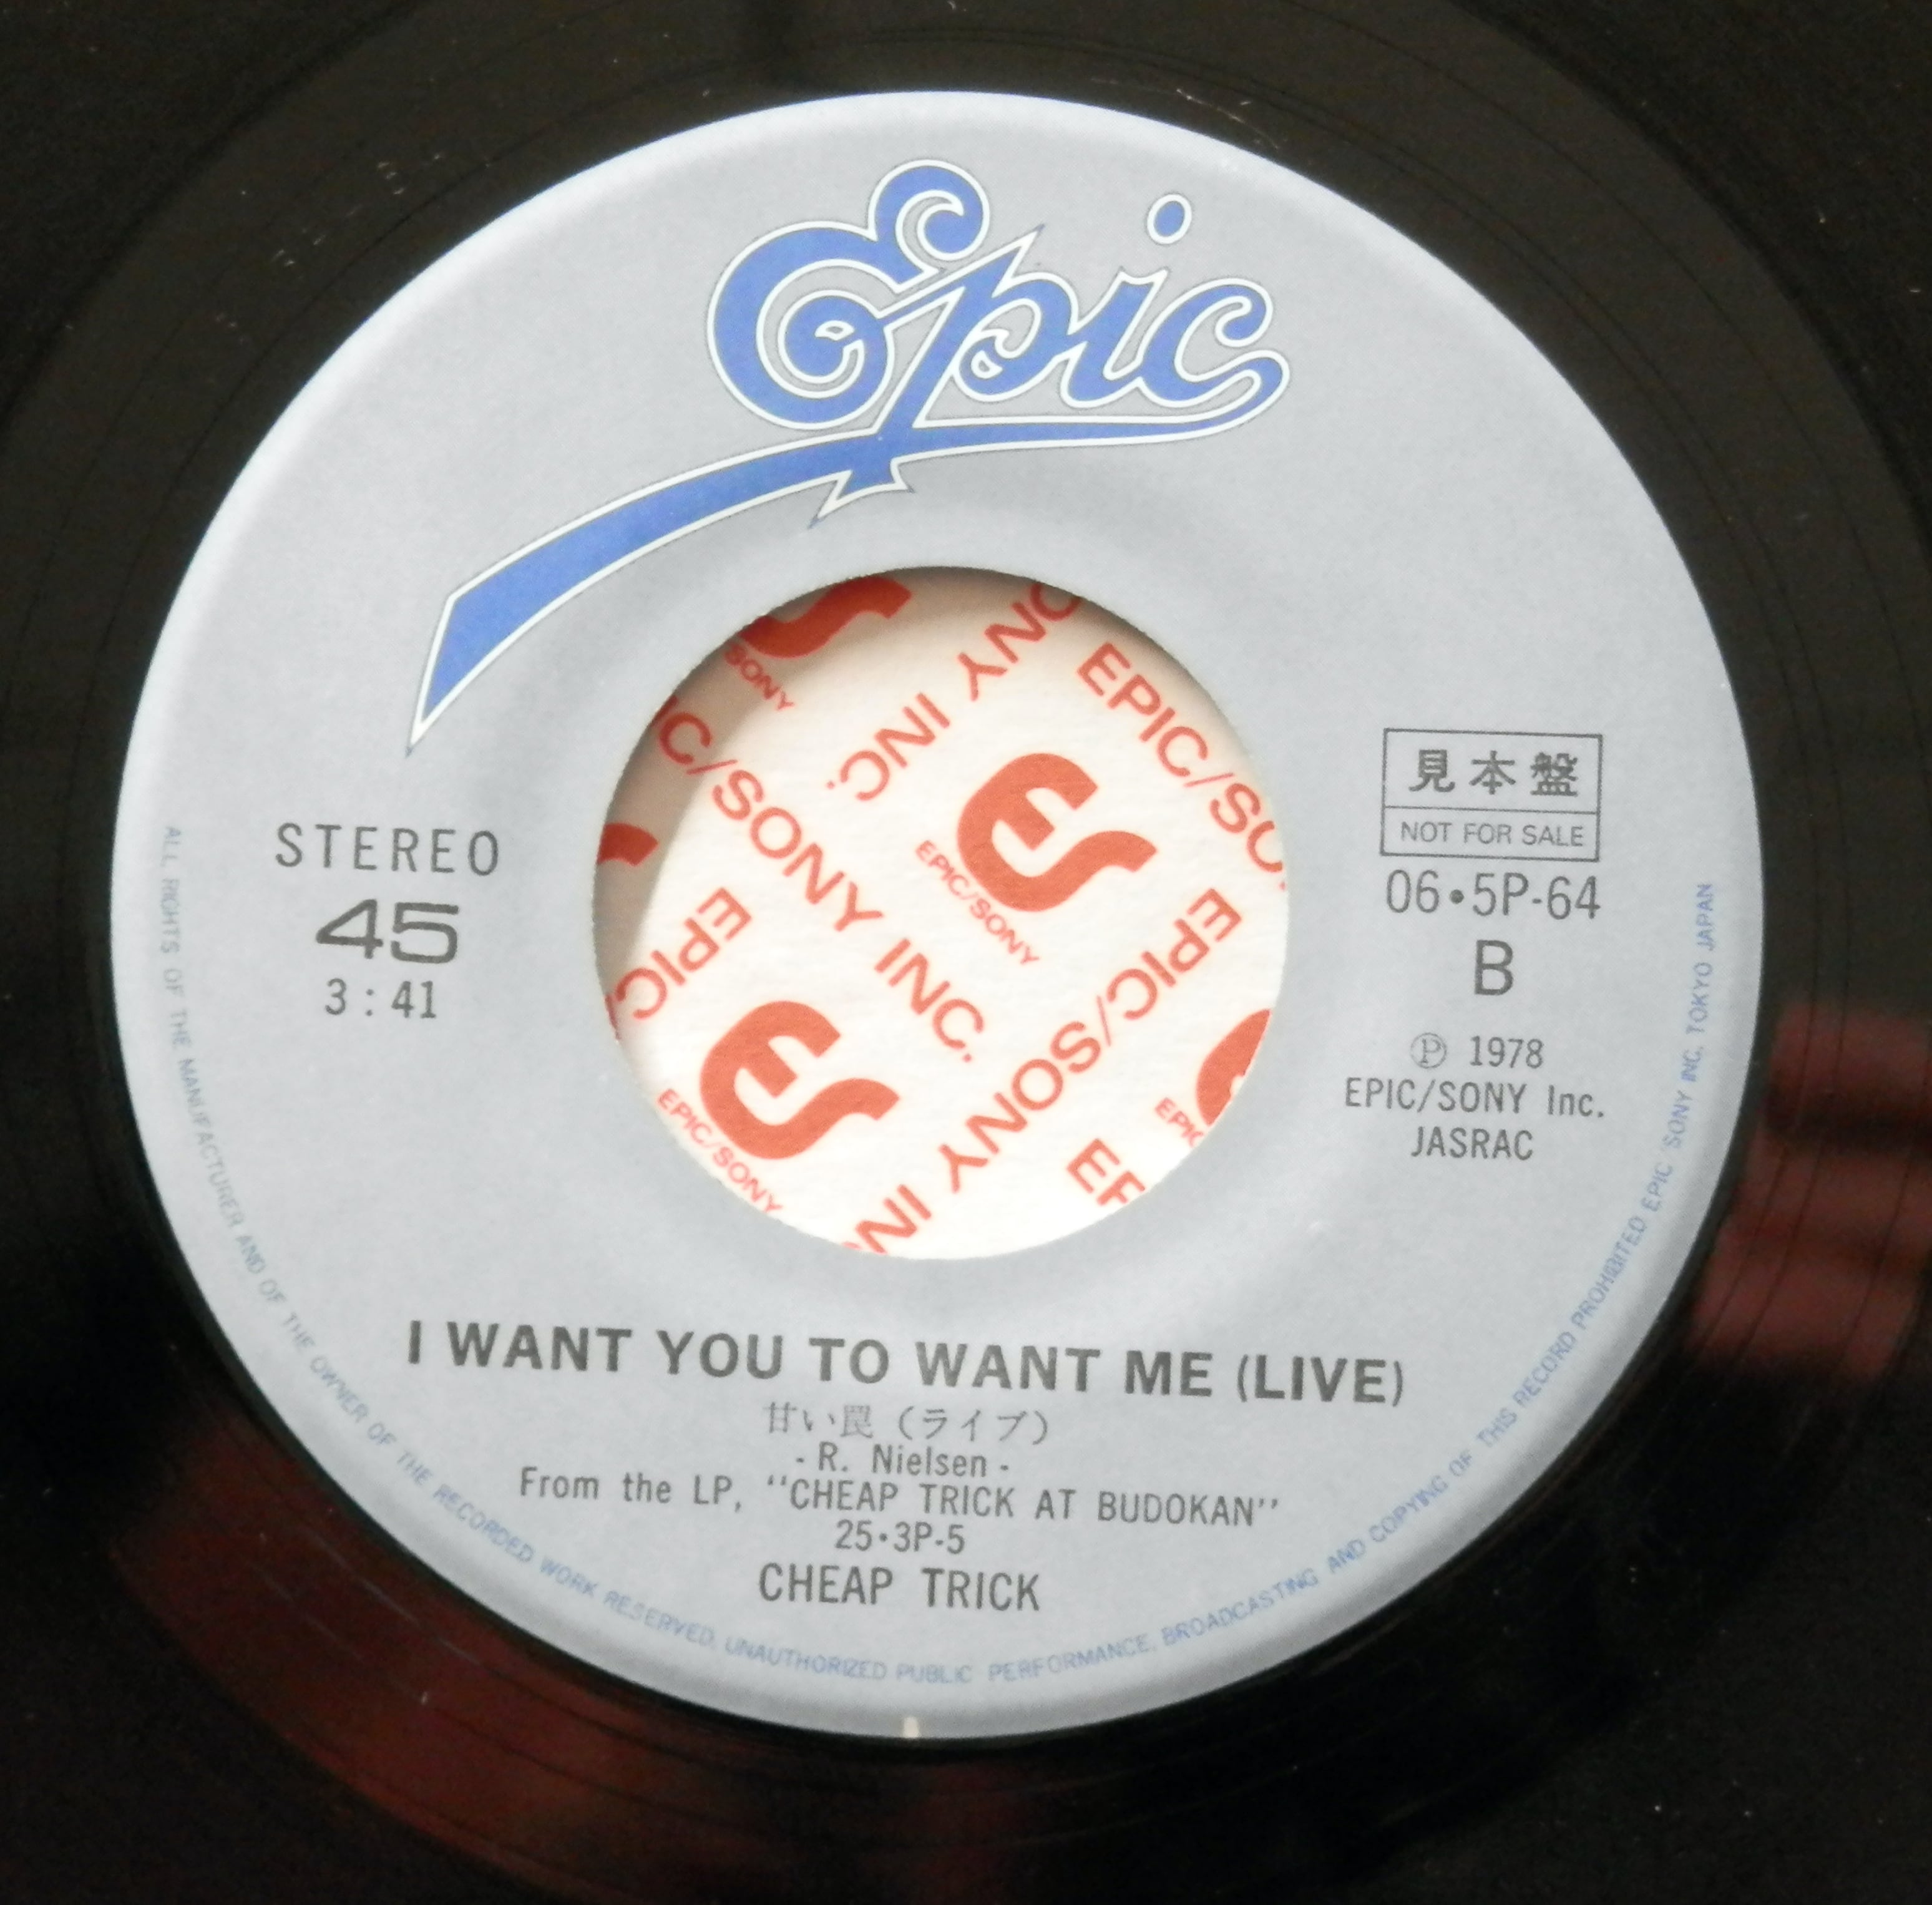 Epic
STEREO
45
3:41
見本盤
NOT FOR SALE
06・5P-64
B
Ⓟ 1978
EPIC/SONY Inc.
JASRAC
SONY
IC/SONY INC.
EPIC/SO
ONY INC.
EPIC/SONY
EPIC/SONY INC
EPIC
EPIC/SONY
EPIC
I WANT YOU TO WANT ME (LIVE)
甘い罠（ライブ）
- R. Nielsen -
From the LP, "CHEAP TRICK AT BUDOKAN"
25・3P-5
CHEAP TRICK
ALL RIGHTS OF THE MANUFACTURER AND OF THE OWNER OF THE RECORDED WORK RESERVED. UNAUTHORIZED PUBLIC PERFORMANCE. BROADCASTING AND COPYING OF THIS RECORD PROHIBITED EPIC SONY INC. TOKYO JAPAN